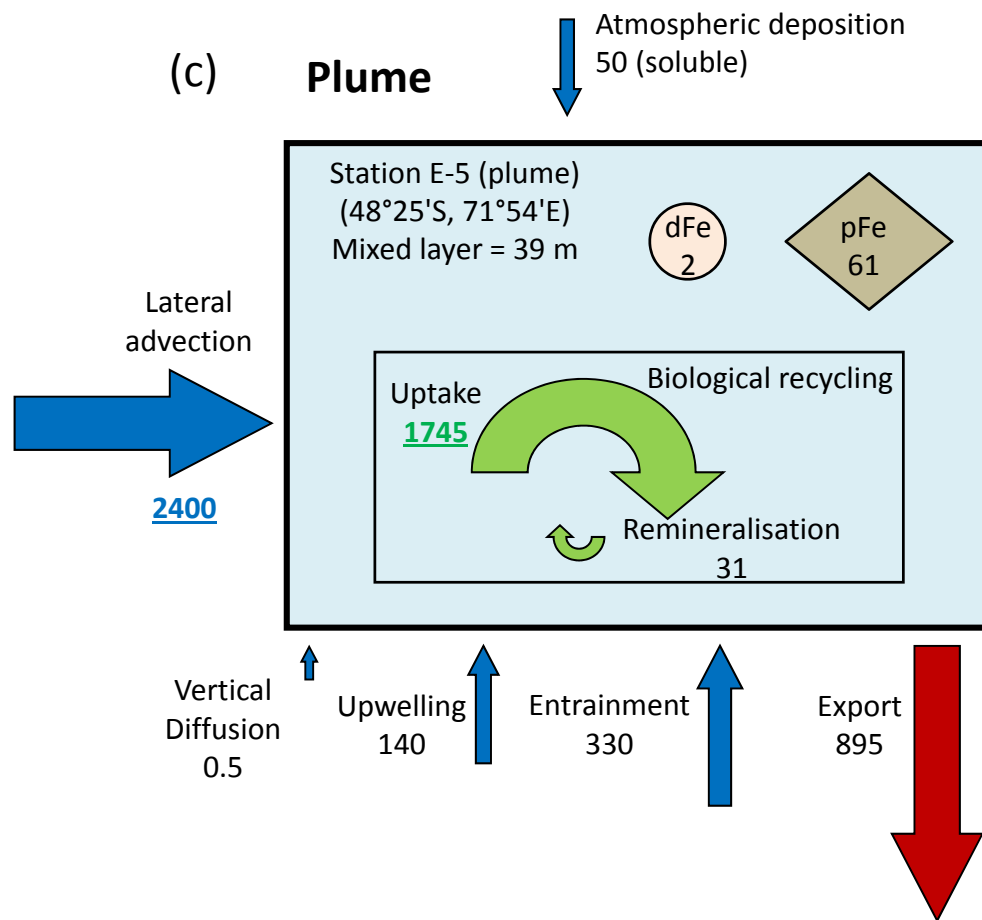 (c)
Plume
Atmospheric deposition
50 (soluble)
Station E-5 (plume)
(48°25'S, 71°54'E)
Mixed layer = 39 m
dFe
2
pFe
61
Lateral
advection
2400
Biological recycling
Uptake
1745
Remineralisation
31
Vertical
Diffusion
0.5
Upwelling
140
Entrainment
330
Export
895